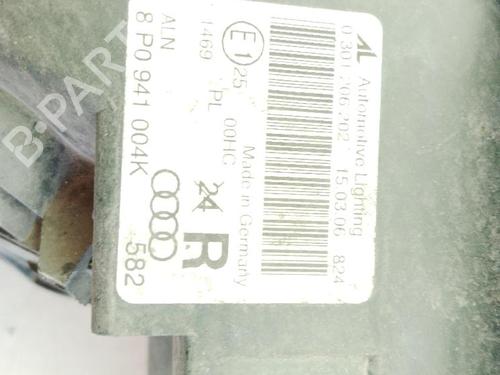 AL Automotive Lighting
0 301 206 202 15.03.06 824
E1 25 00HC Made in Germany
1469 PL 24 R
ALN
8 P0 941 004K 582
B-PARTS